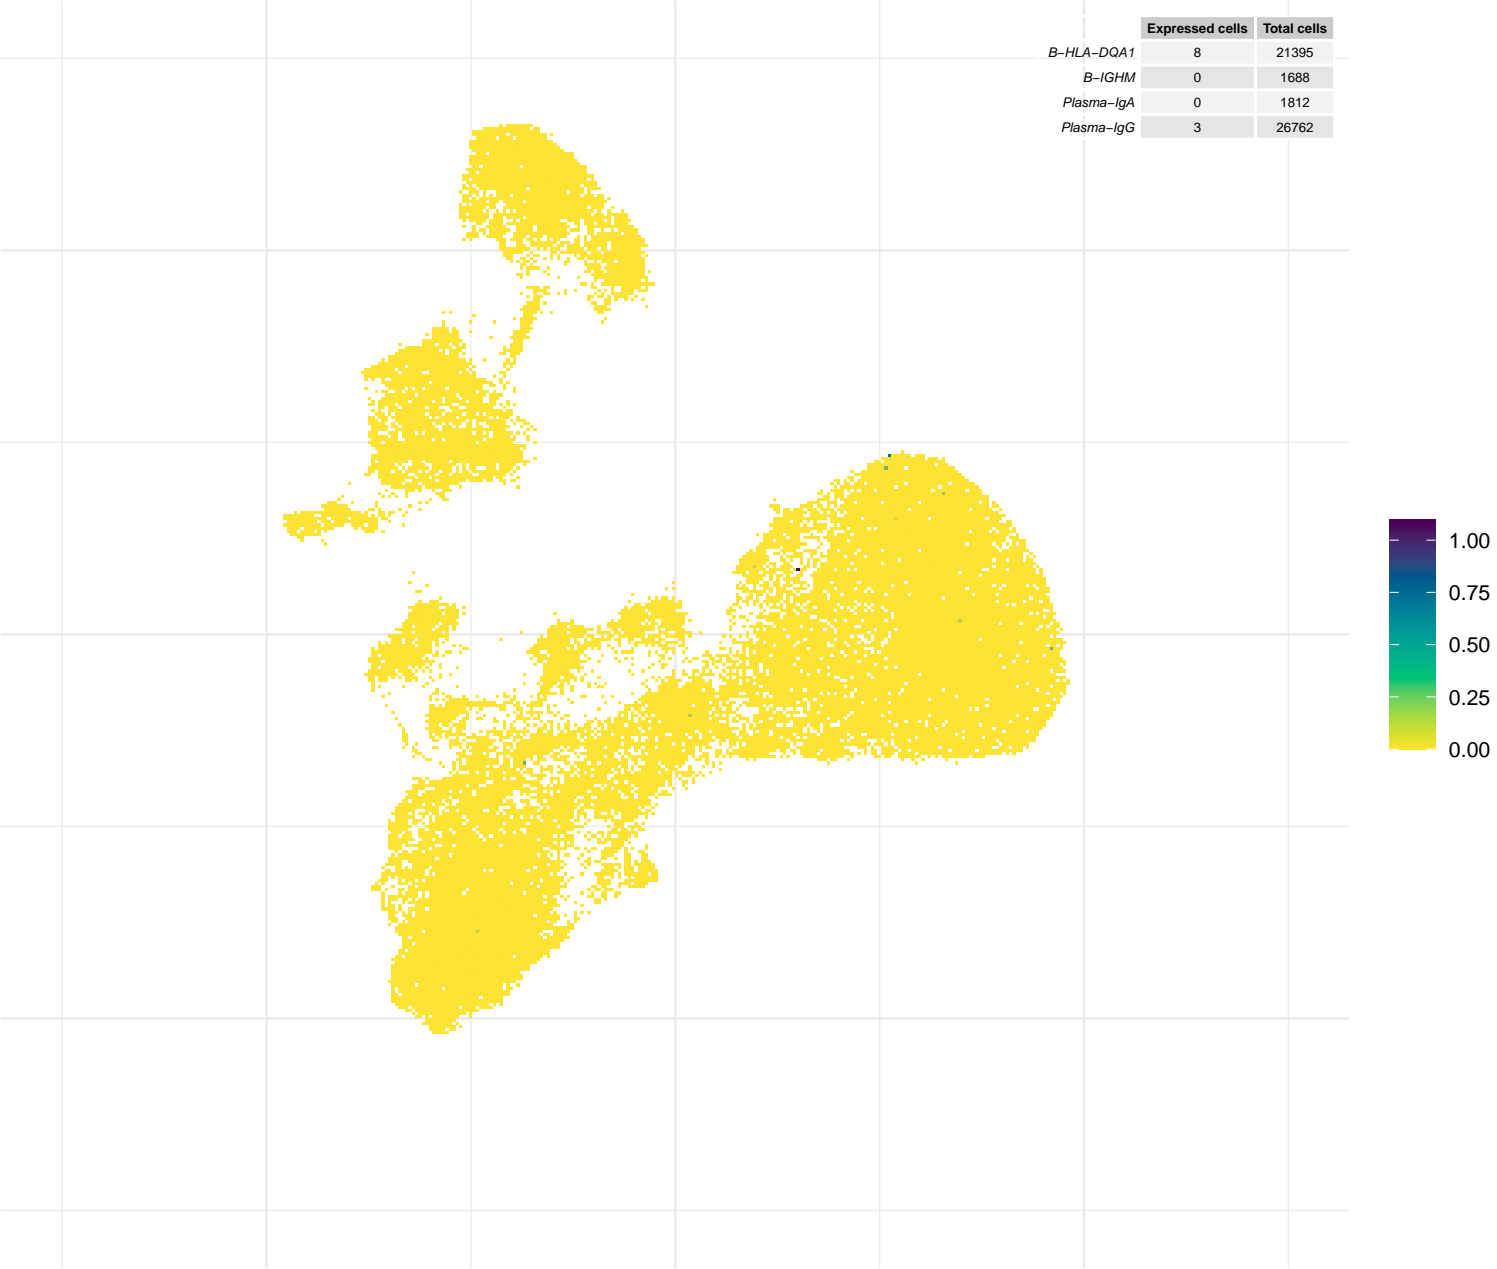 Expressed cells Total cells
B−HLA−DQA1 8 21395
B−IGHM 0 1688
Plasma−IgA 0 1812
Plasma−IgG 3 26762
1.00
0.75
0.50
0.25
0.00